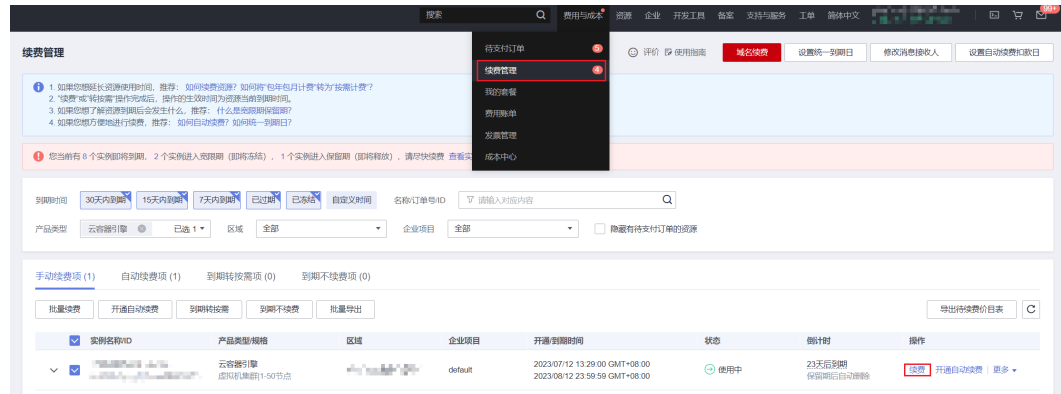 搜索 费用与成本 资源 企业 开发工具 备案 支持与服务 工单 简体中文 99+
续费管理 评价 使用指南 域名续费 设置统一到期日 修改消息接收人 设置自动续费扣款日
待支付订单 5
续费管理 4
我的套餐
费用账单
发票管理
成本中心
1. 如果您想延长资源使用时间，推荐： 如何续费资源? 如何将“包年包月计费”转为“按需计费”?
2. “续费”或“转按需”操作完成后，操作的生效时间为资源当前到期时间。
3. 如果您想了解资源到期后会发生什么，推荐： 什么是宽限期保留期?
4. 如果您想方便地进行续费，推荐： 如何自动续费? 如何统一到期日?
您当前有 8 个实例即将到期， 2 个实例进入宽限期（即将冻结）， 1 个实例进入保留期（即将释放），请尽快续费 查看实
到期时间 30天内到期 15天内到期 7天内到期 已过期 已冻结 自定义时间 名称/订单号/ID 请输入对应内容
产品类型 云容器引擎 已选 1 区域 全部 企业项目 全部 隐藏有待支付订单的资源
手动续费项 (1) 自动续费项 (1) 到期转按需项 (0) 到期不续费项 (0)
批量续费 开通自动续费 到期转按需 到期不续费 批量导出 导出待续费价目表
实例名称/ID 产品类型/规格 区域 企业项目 开通/到期时间 状态 倒计时 操作
云容器引擎 default 2023/07/12 13:29:00 GMT+08:00 使用中 23天后到期 续费 开通自动续费 更多
虚拟机集群|1-50节点 2023/08/12 23:59:59 GMT+08:00 保留期后自动删除